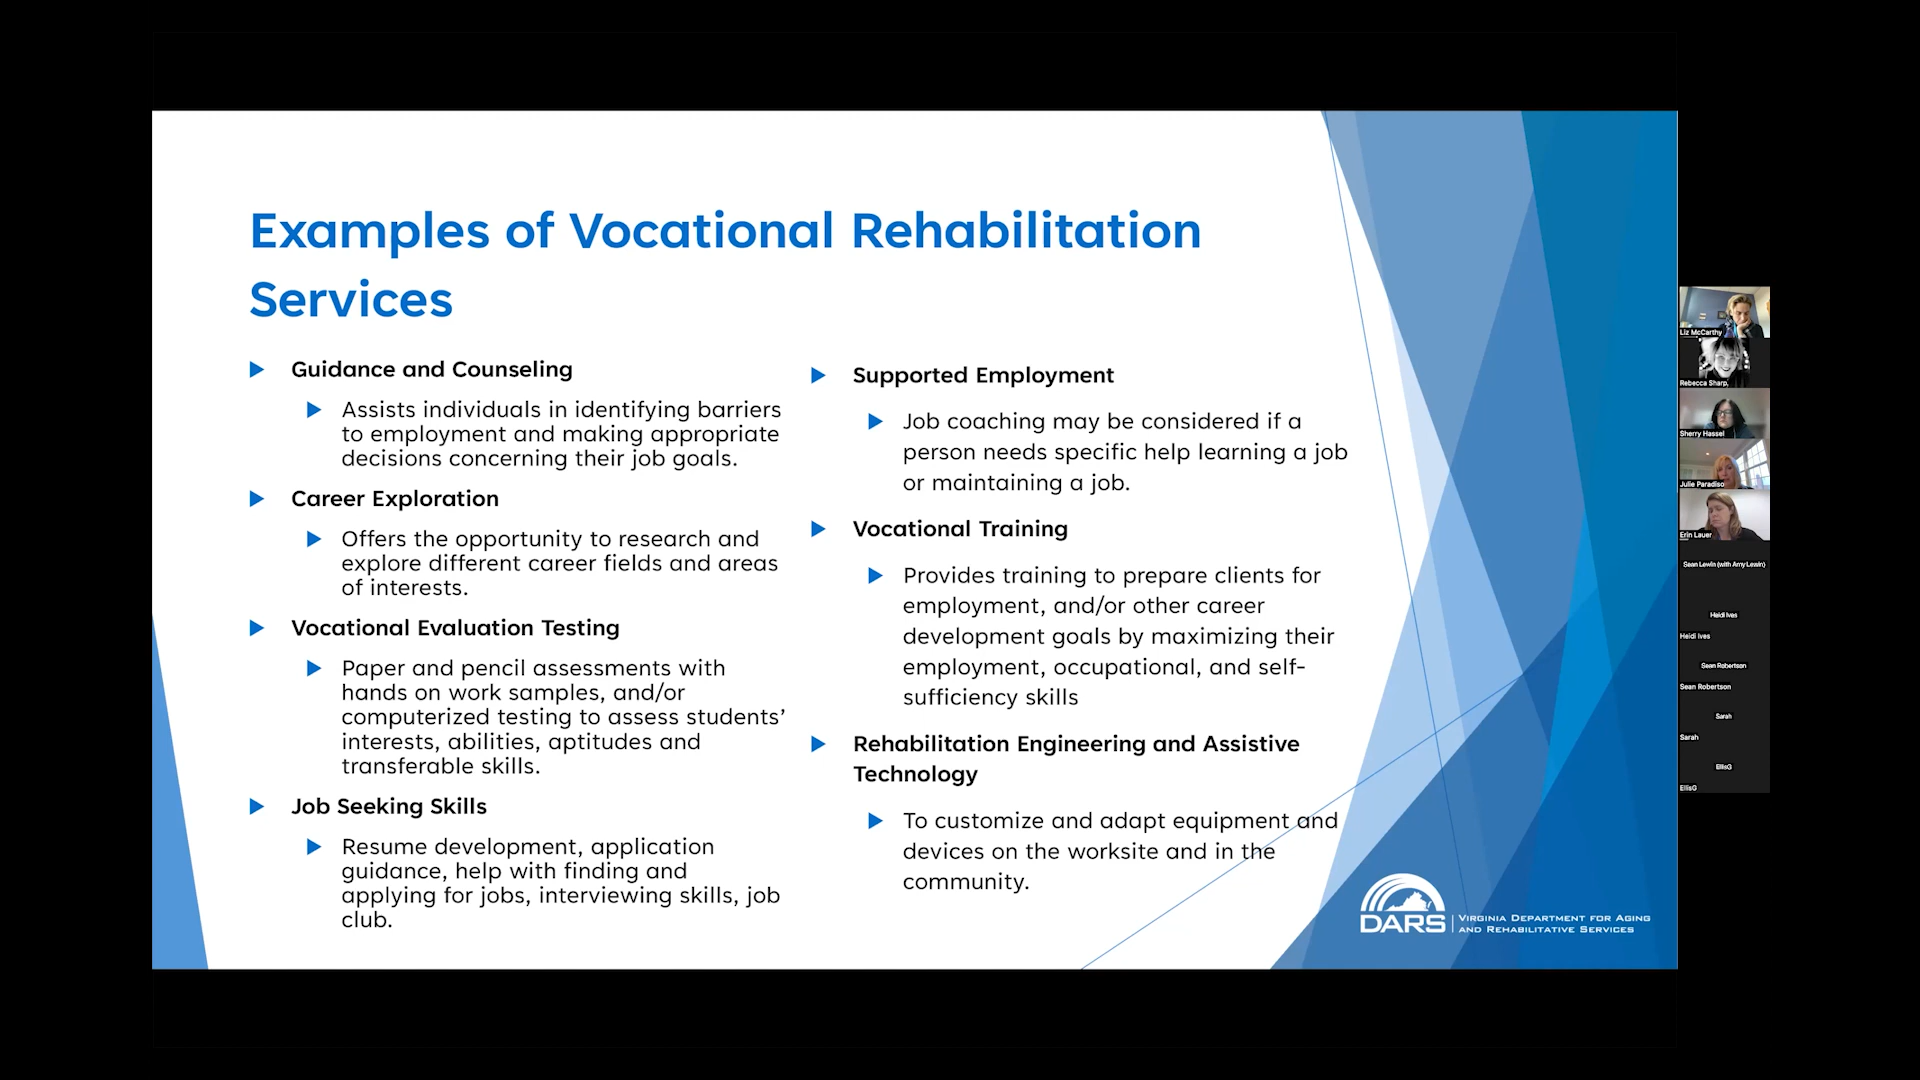 Examples of Vocational Rehabilitation
Services
Guidance and Counseling
Assists individuals in identifying barriers
to employment and making appropriate
decisions concerning their job goals.
Career Exploration
Offers the opportunity to research and
explore different career fields and areas
of interests.
Vocational Evaluation Testing
Paper and pencil assessments with
hands on work samples, and/or
computerized testing to assess students’
interests, abilities, aptitudes and
transferable skills.
Job Seeking Skills
Resume development, application
guidance, help with finding and
applying for jobs, interviewing skills, job
club.
Supported Employment
Job coaching may be considered if a
person needs specific help learning a job
or maintaining a job.
Vocational Training
Provides training to prepare clients for
employment, and/or other career
development goals by maximizing their
employment, occupational, and self-
sufficiency skills
Rehabilitation Engineering and Assistive
Technology
To customize and adapt equipment and
devices on the worksite and in the
community.
DARS
VIRGINIA DEPARTMENT FOR AGING
AND REHABILITATIVE SERVICES
Liz McCarthy
Rebecca Sharp,
Sherry Hassel
Julie Paradiso
Erin Lauer
Sean Lewin (with Amy Lewin)
Heidi Ives
Heidi Ives
Sean Robertson
Sean Robertson
Sarah
Sarah
EllisG
EllisG